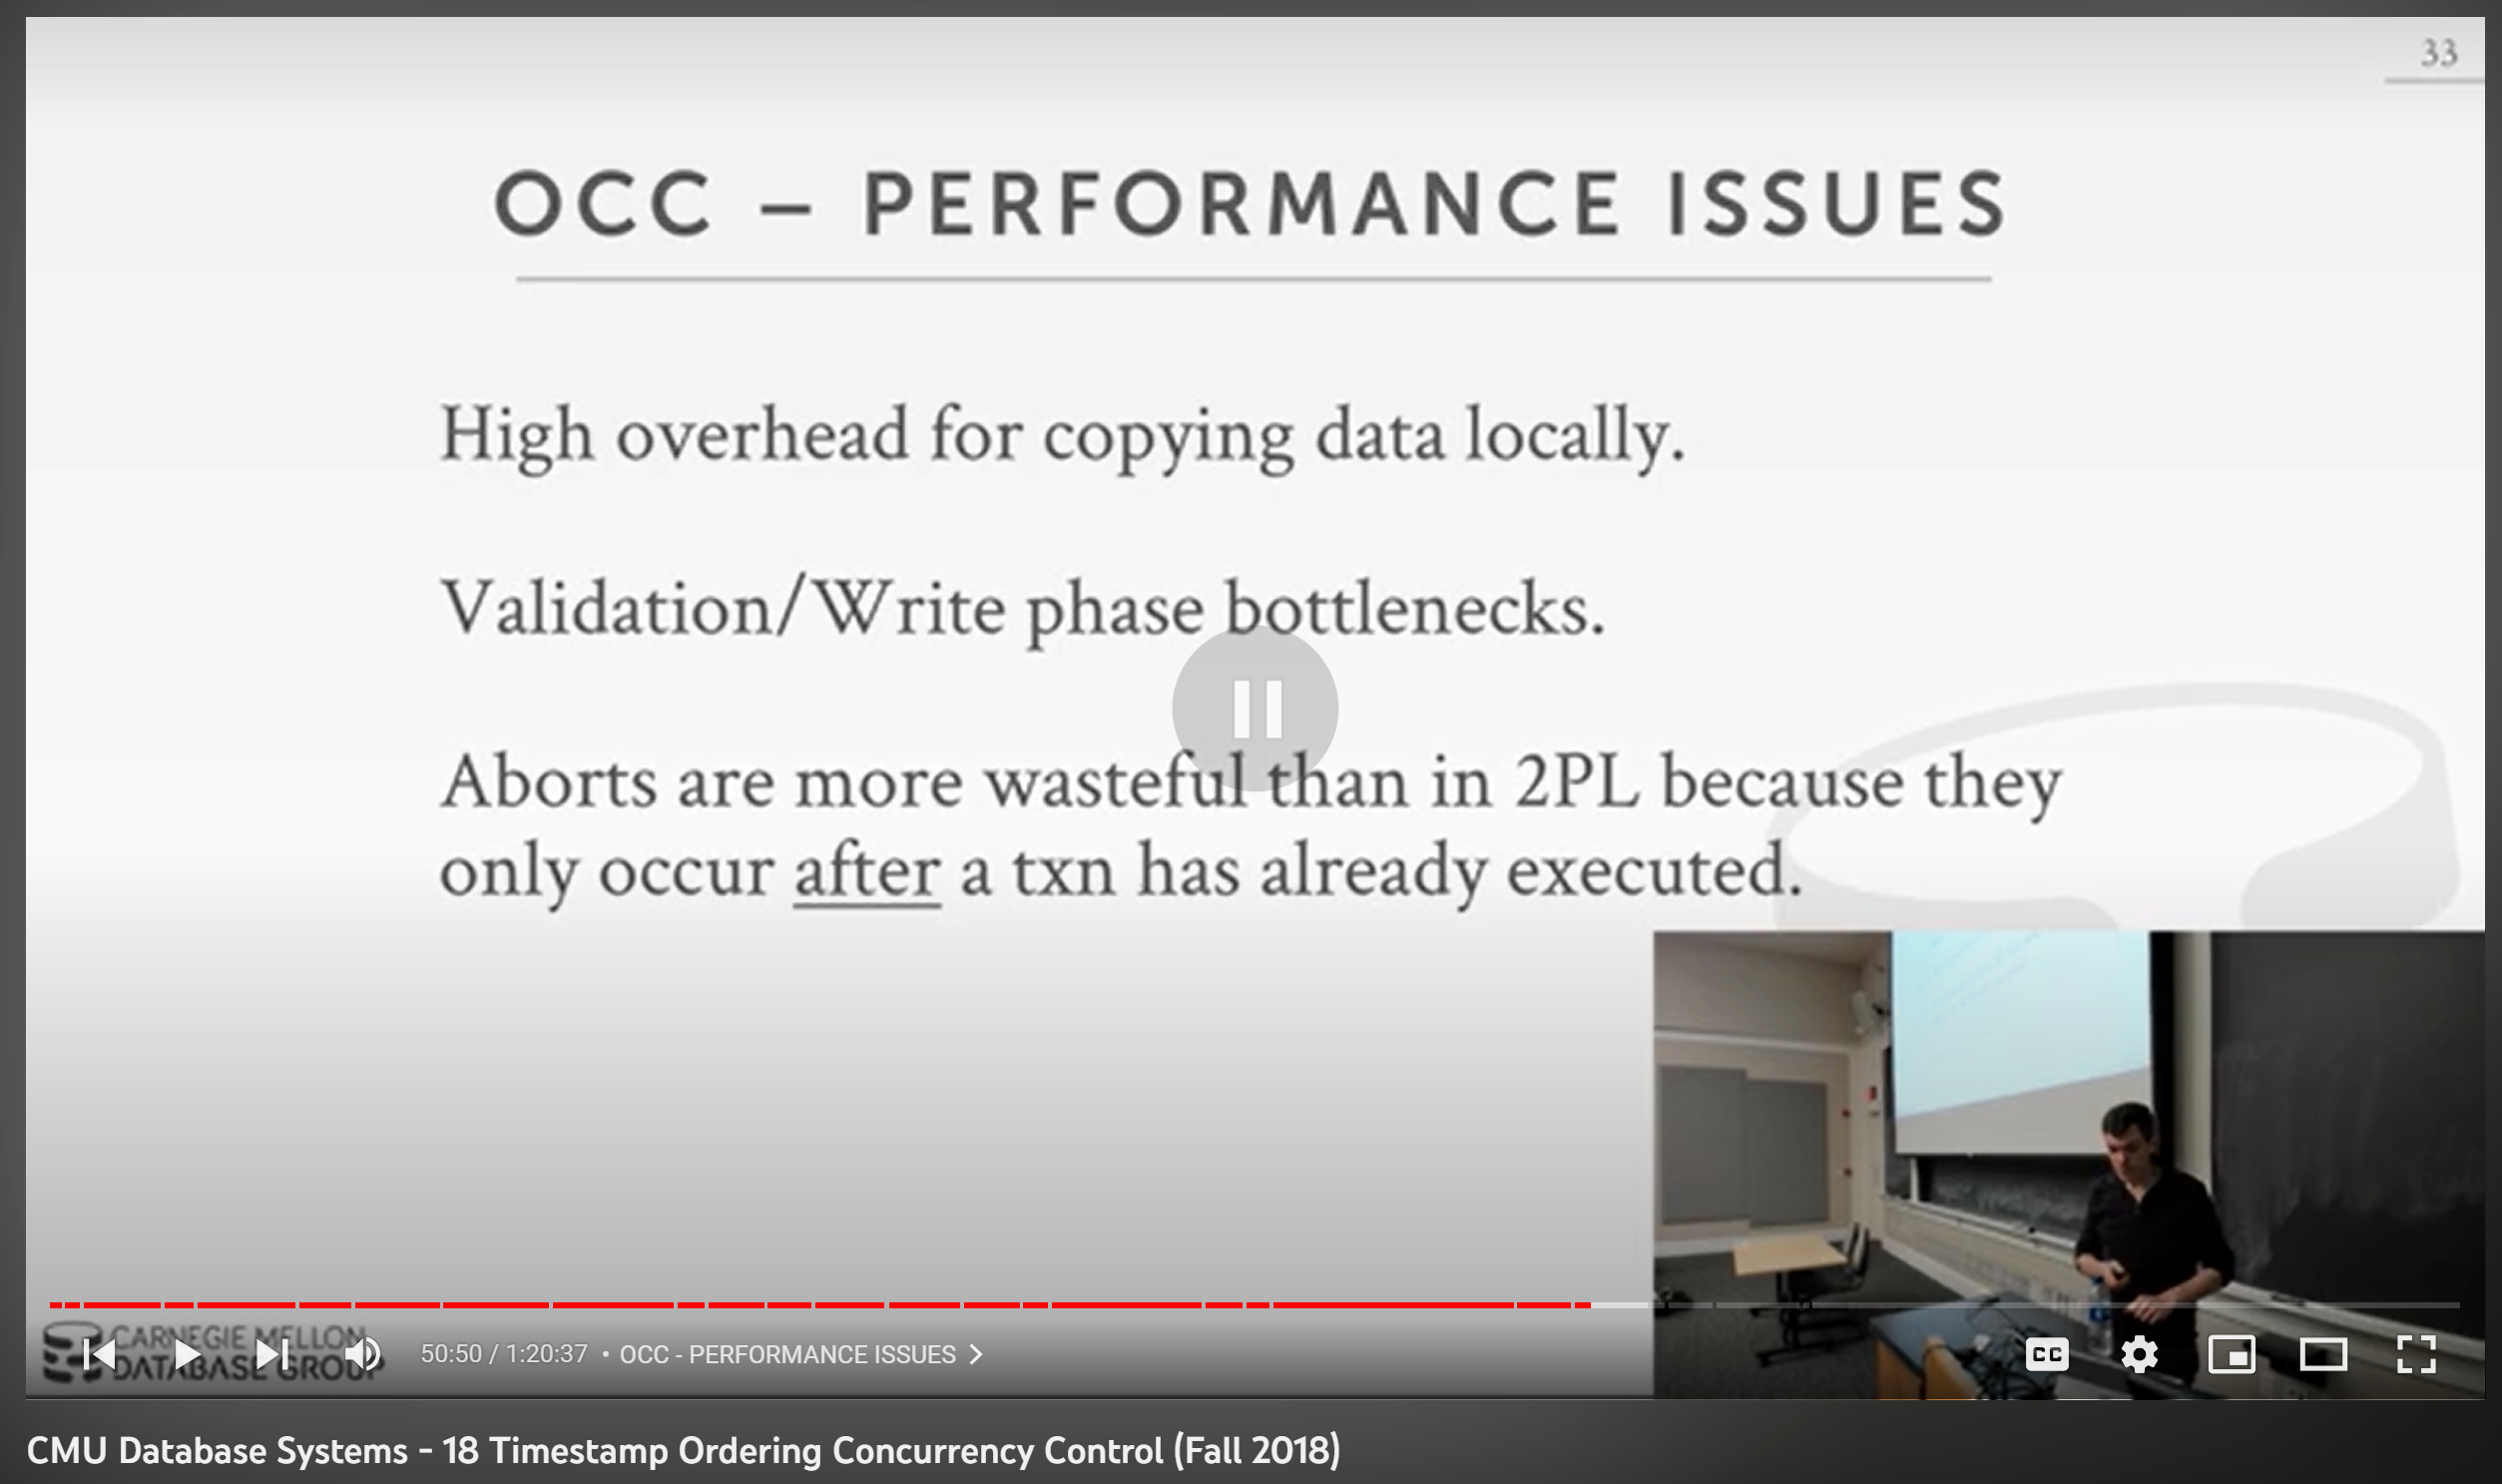 33
OCC – PERFORMANCE ISSUES
High overhead for copying data locally.
Validation/Write phase bottlenecks.
Aborts are more wasteful than in 2PL because they
only occur after a txn has already executed.
CARNEGIE MELLON
DATABASE GROUP
50:50 / 1:20:37 • OCC - PERFORMANCE ISSUES
CC
CMU Database Systems - 18 Timestamp Ordering Concurrency Control (Fall 2018)